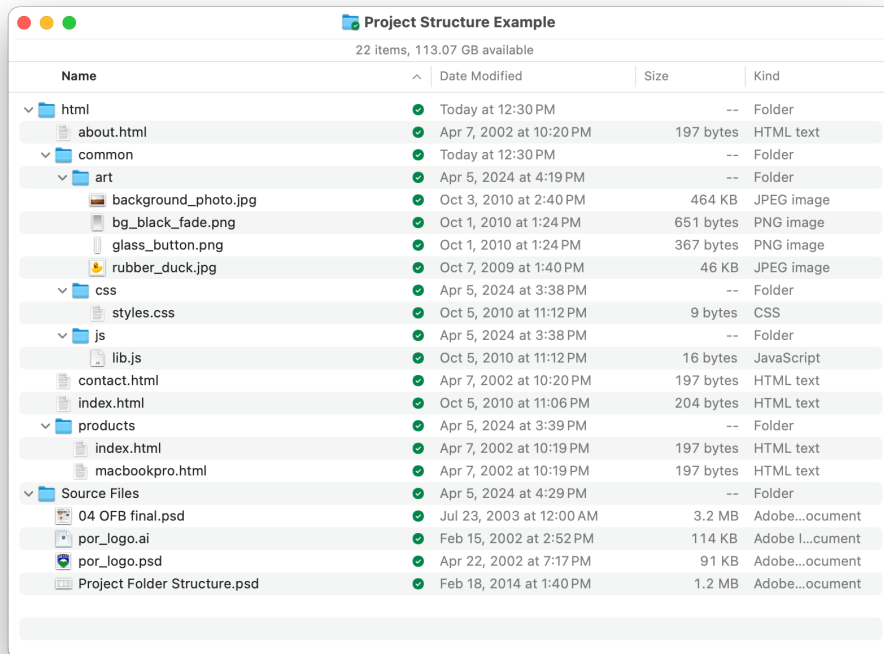 Project Structure Example
22 items, 113.07 GB available
Name Date Modified Size Kind
html Today at 12:30 PM -- Folder
about.html Apr 7, 2002 at 10:20 PM 197 bytes HTML text
common Today at 12:30 PM -- Folder
art Apr 5, 2024 at 4:19 PM -- Folder
background_photo.jpg Oct 3, 2010 at 2:40 PM 464 KB JPEG image
bg_black_fade.png Oct 1, 2010 at 1:24 PM 651 bytes PNG image
glass_button.png Oct 1, 2010 at 1:24 PM 367 bytes PNG image
rubber_duck.jpg Oct 7, 2009 at 1:40 PM 46 KB JPEG image
css Apr 5, 2024 at 3:38 PM -- Folder
styles.css Oct 5, 2010 at 11:12 PM 9 bytes CSS
js Apr 5, 2024 at 3:38 PM -- Folder
lib.js Oct 5, 2010 at 11:12 PM 16 bytes JavaScript
contact.html Apr 7, 2002 at 10:20 PM 197 bytes HTML text
index.html Oct 5, 2010 at 11:06 PM 204 bytes HTML text
products Apr 5, 2024 at 3:39 PM -- Folder
index.html Apr 7, 2002 at 10:19 PM 197 bytes HTML text
macbookpro.html Apr 7, 2002 at 10:19 PM 197 bytes HTML text
Source Files Apr 5, 2024 at 4:29 PM -- Folder
04 OFB final.psd Jul 23, 2003 at 12:00 AM 3.2 MB Adobe...ocument
por_logo.ai Feb 15, 2002 at 2:52 PM 114 KB Adobe I...cument
por_logo.psd Apr 22, 2002 at 7:17 PM 91 KB Adobe...ocument
Project Folder Structure.psd Feb 18, 2014 at 1:40 PM 1.2 MB Adobe...ocument